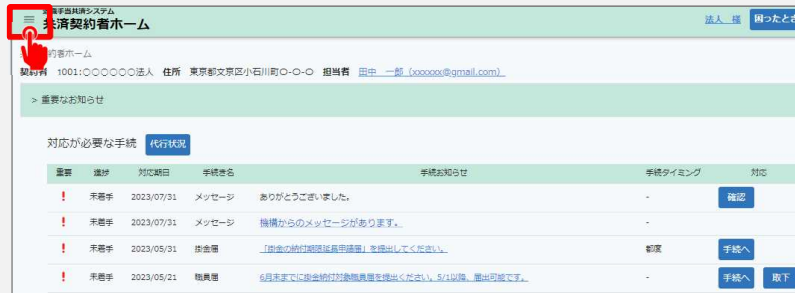 手当共済システム
共済契約者ホーム
法人 様 困ったとき
約者ホーム
契約者 1001:〇〇〇〇〇〇法人 住所 東京都文京区小石川町〇-〇-〇 担当者 田中 一郎（xxxxxx@gmail.com）
> 重要なお知らせ
対応が必要な手続 代行状況
重要 進捗 対応期日 手続き名 手続お知らせ 手続タイミング 対応
! 未着手 2023/07/31 メッセージ ありがとうございました。 - 確認
! 未着手 2023/07/31 メッセージ 機構からのメッセージがあります。 -
! 未着手 2023/05/31 掛金届 「掛金の納付期限延長申請届」を提出してください。 都度 手続へ
! 未着手 2023/05/21 職員届 6月末までに掛金納付対象職員届を提出ください。5/1以降、届出可能です。 - 手続へ 取下